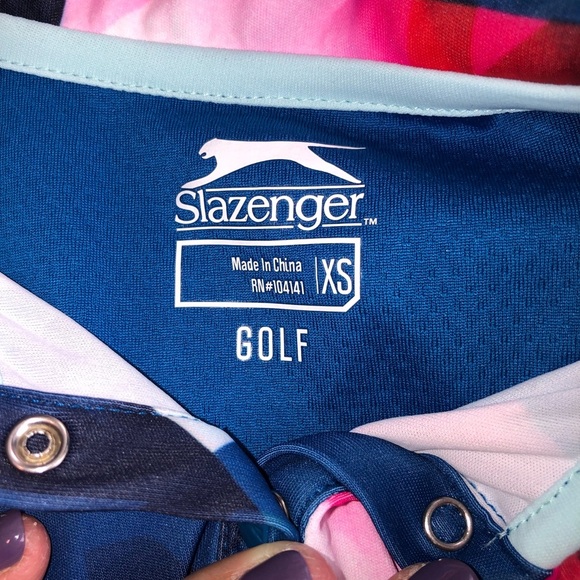 Slazenger™
Made In China
RN#104141
XS
GOLF